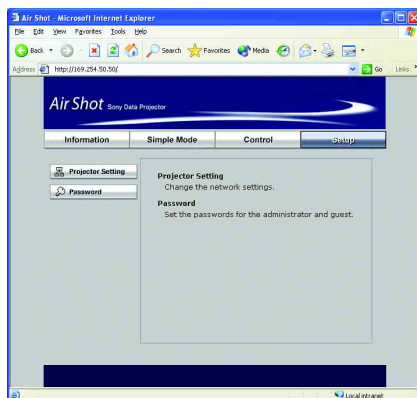 Air Shot - Microsoft Internet Explorer
File Edit View Favorites Tools Help
Back Search Favorites Media
Address http://169.254.50.50/ Go Links »
Air Shot Sony Data Projector
Information Simple Mode Control Setup
Projector Setting
Password
Projector Setting
Change the network settings.
Password
Set the passwords for the administrator and guest.
Local intranet